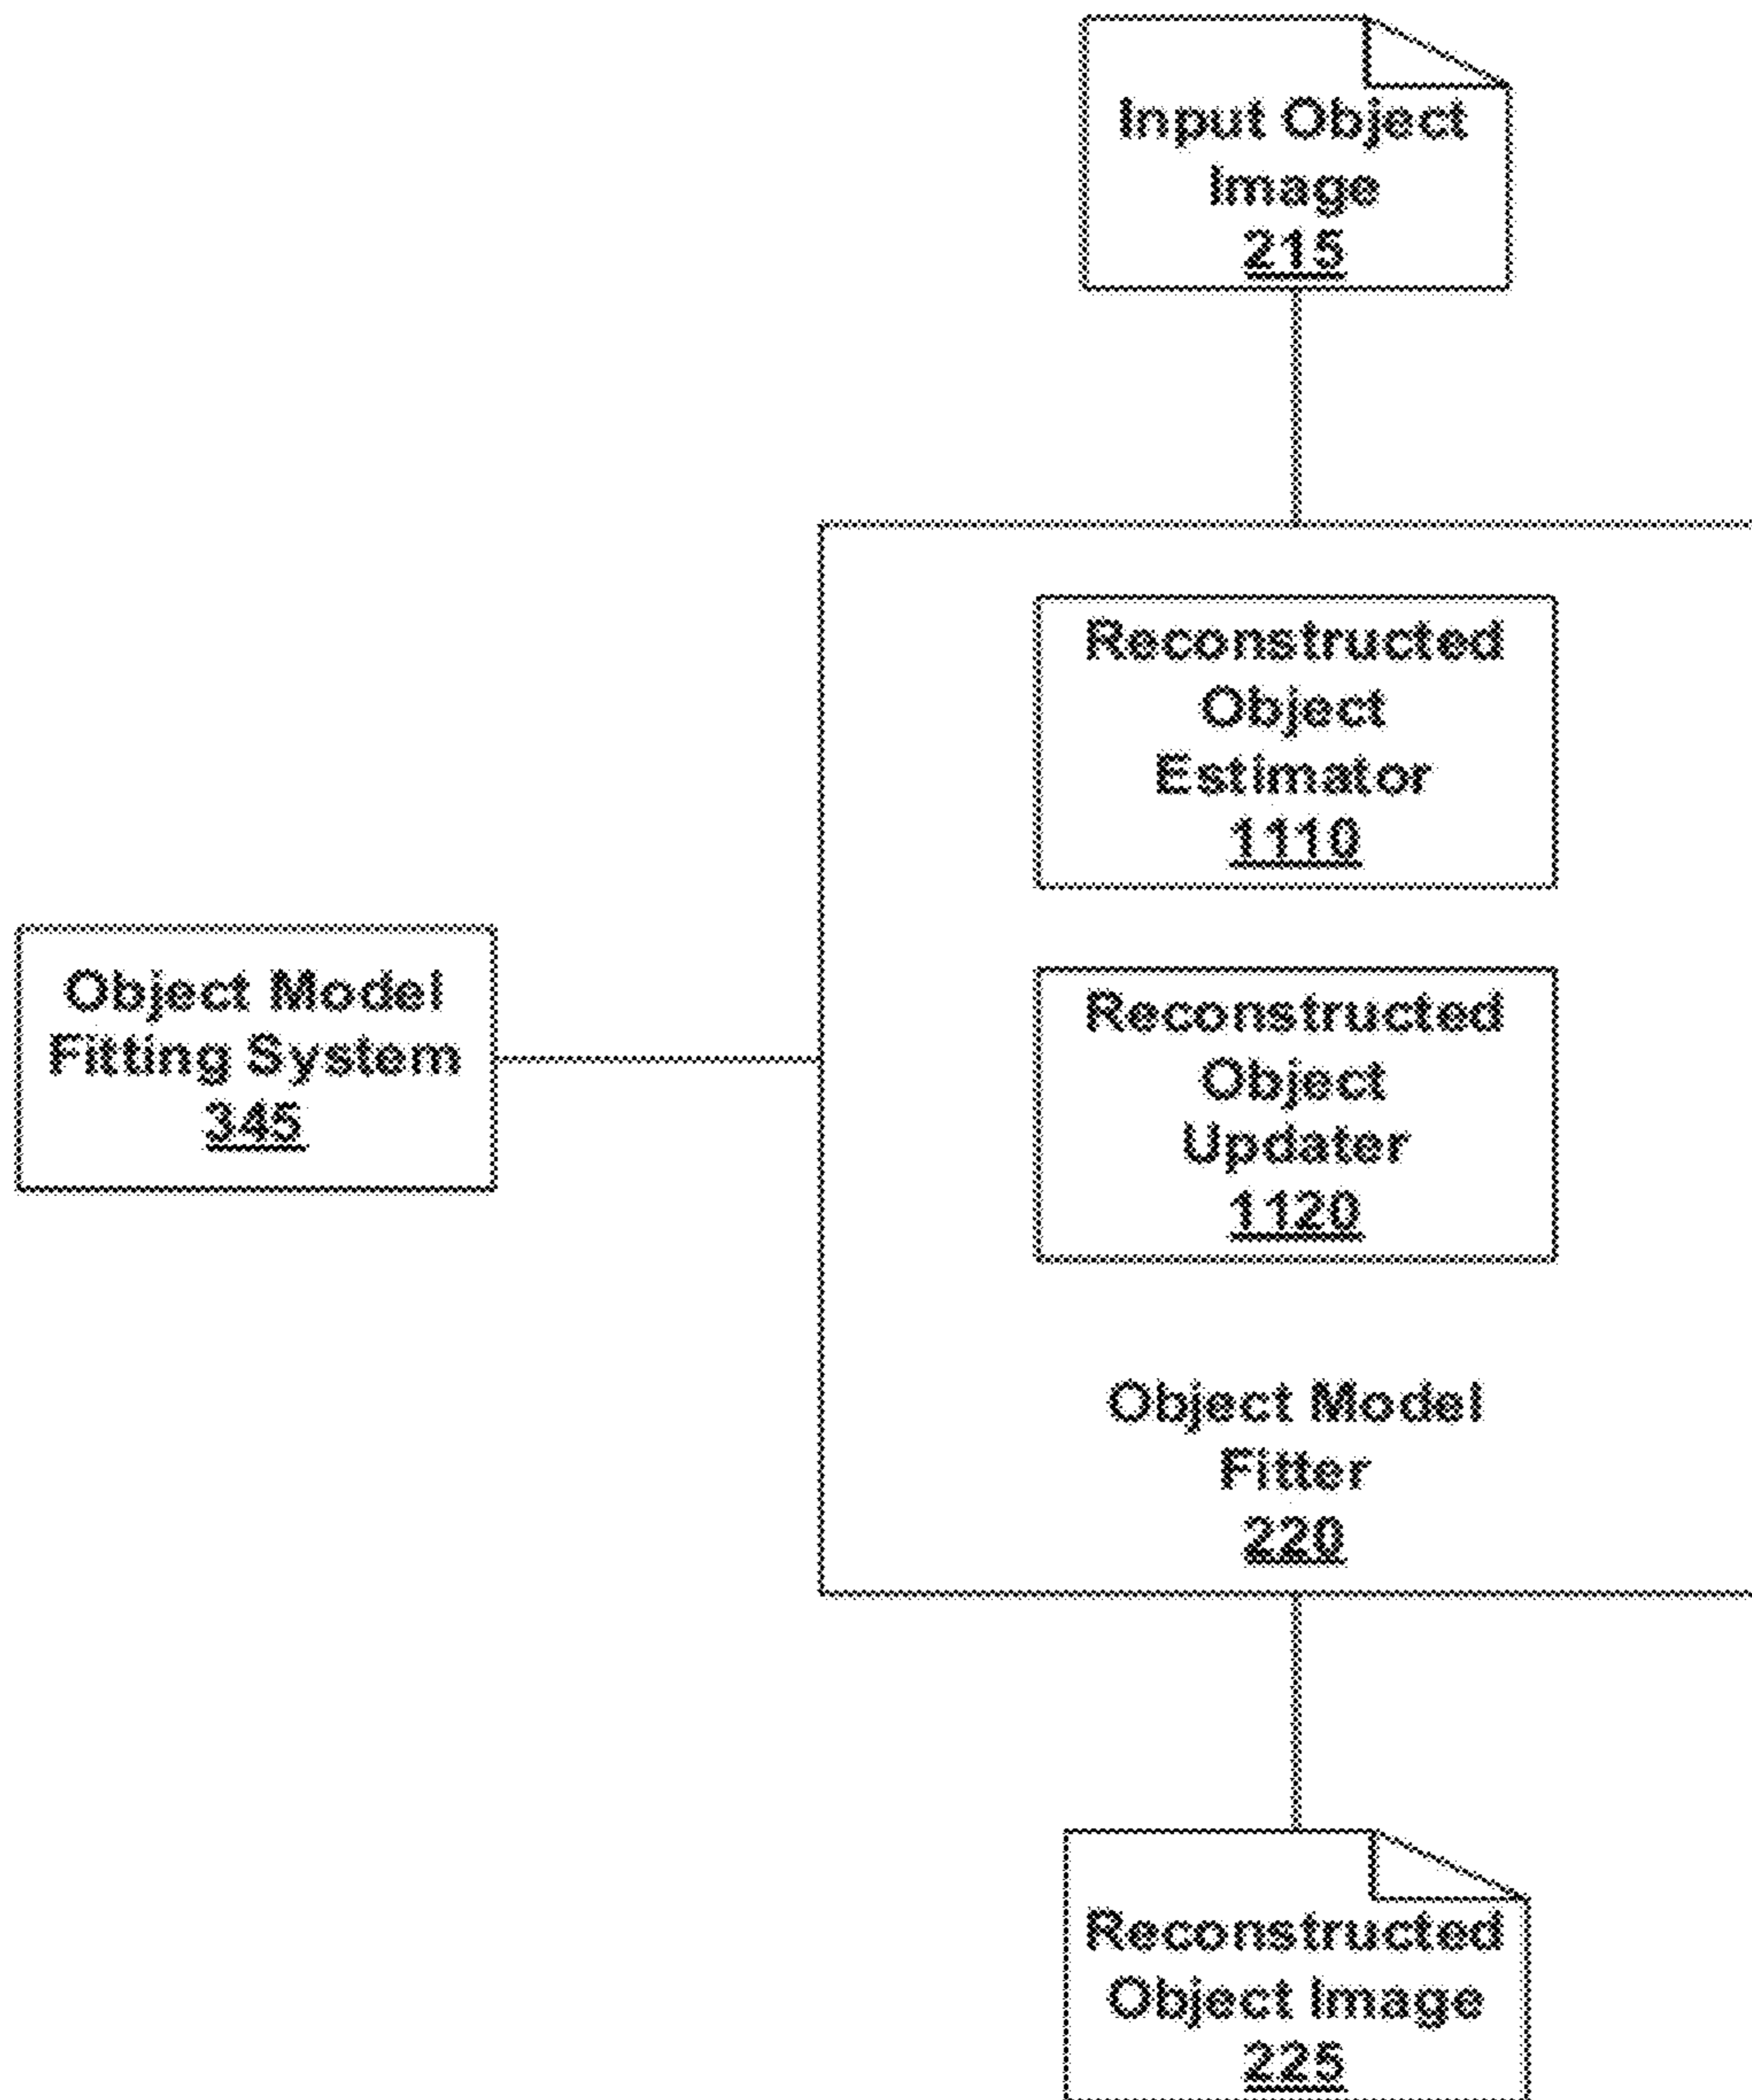 Input Object
Image
215
Reconstructed
Object
Estimator
1110
Object Model
Fitting System
345
Reconstructed
Object
Updater
1120
Object Model
Fitter
220
Reconstructed
Object Image
225